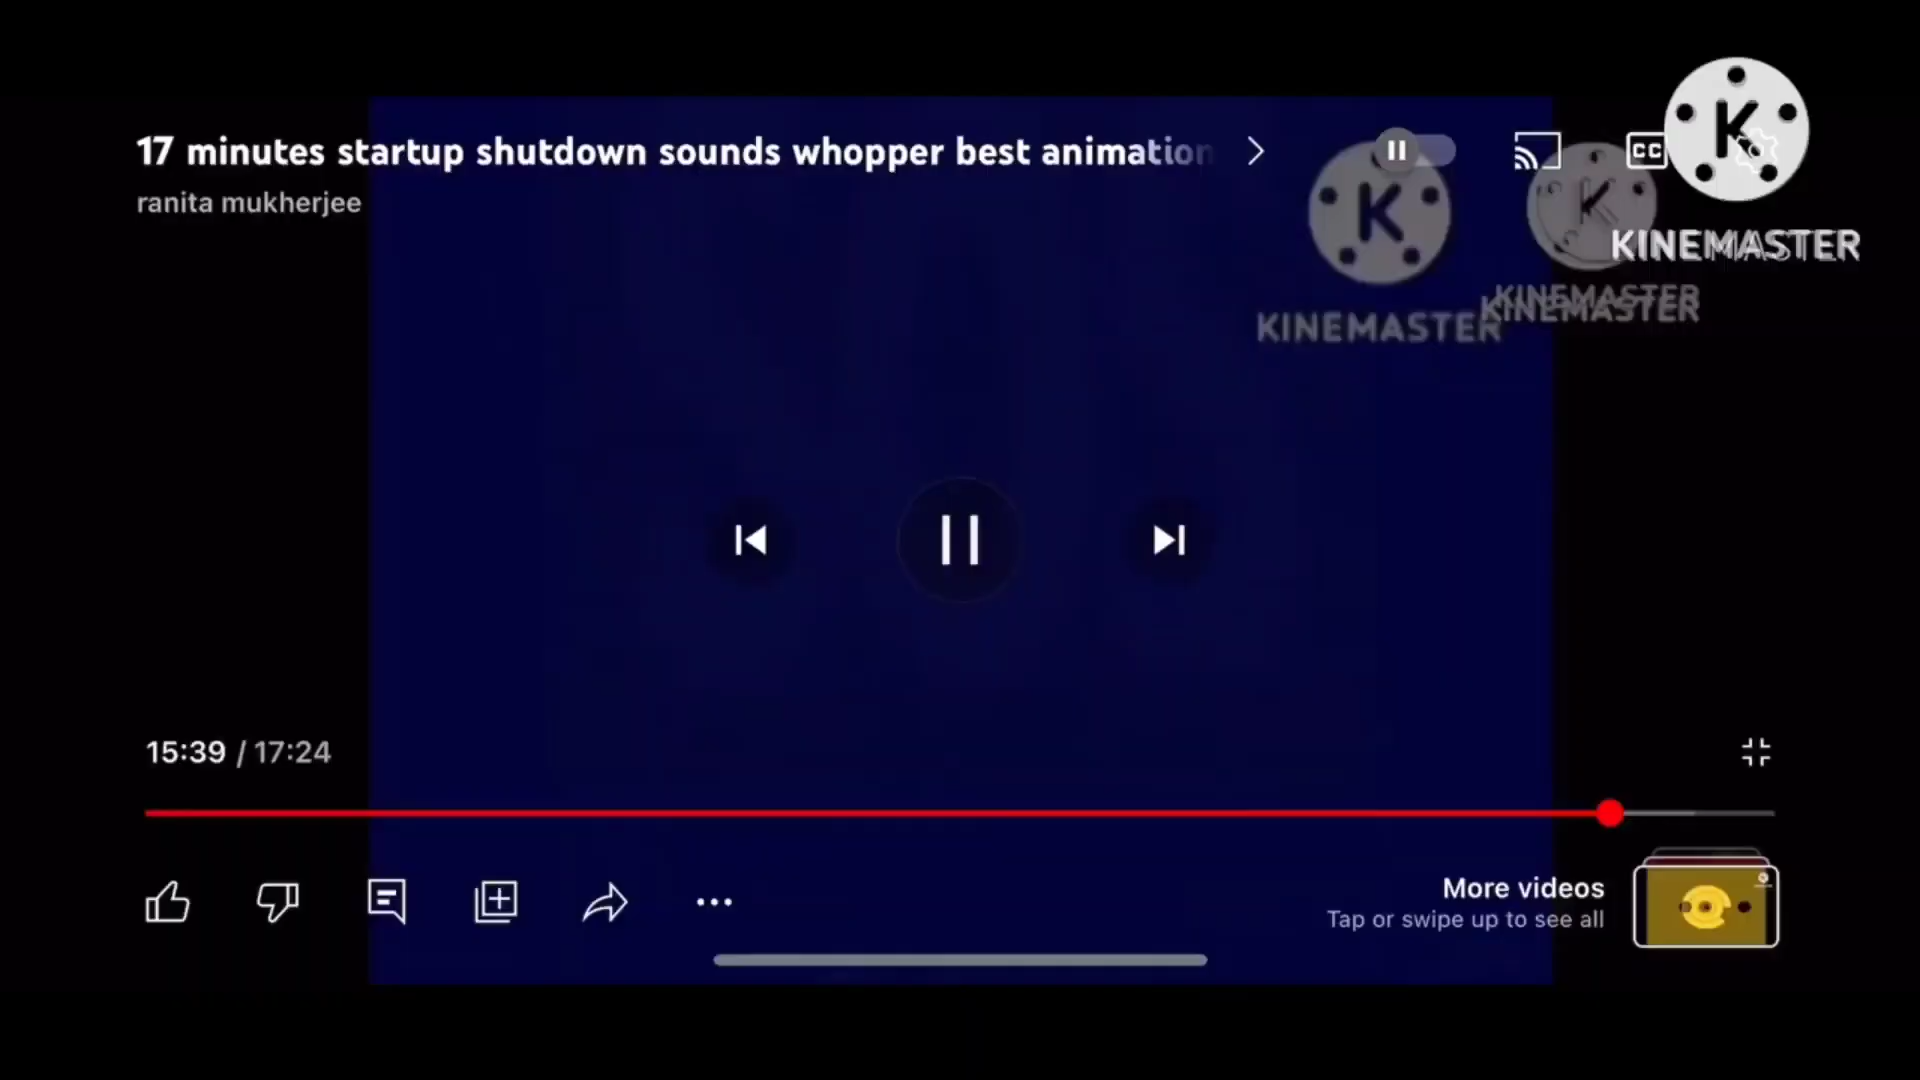 17 minutes startup shutdown sounds whopper best animation
ranita mukherjee
CC
K
K
K
KINEMASTER
KINEMASTER
KINEMASTER
KINEMASTER
15:39 / 17:24
More videos
Tap or swipe up to see all